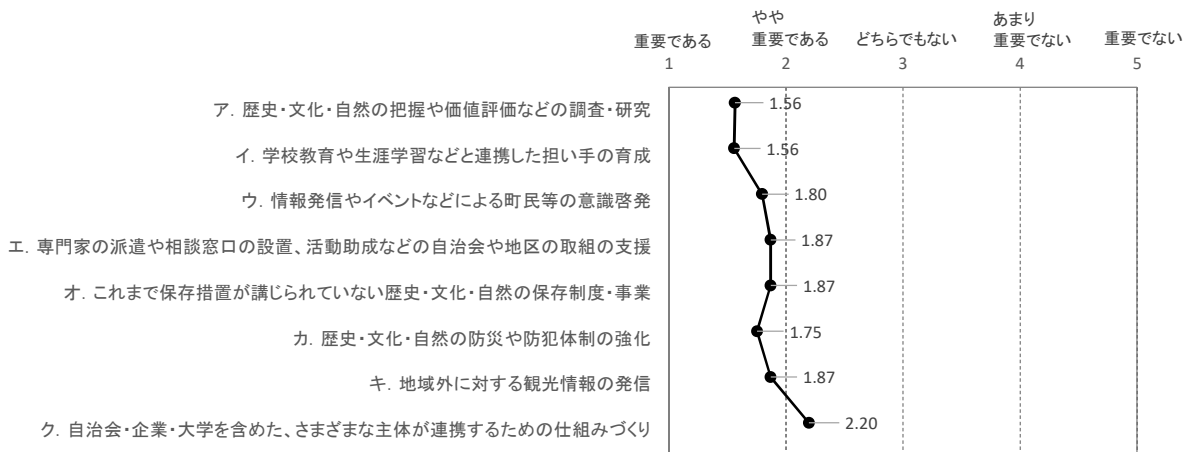 やや
あまり
重要である
重要である
どちらでもない
重要でない
重要でない
1
2
3
4
5
ア．歴史・文化・自然の把握や価値評価などの調査・研究
1.56
イ．学校教育や生涯学習などと連携した担い手の育成
1.56
ウ．情報発信やイベントなどによる町民等の意識啓発
1.80
エ．専門家の派遣や相談窓口の設置、活動助成などの自治会や地区の取組の支援
1.87
オ．これまで保存措置が講じられていない歴史・文化・自然の保存制度・事業
1.87
カ．歴史・文化・自然の防災や防犯体制の強化
1.75
キ．地域外に対する観光情報の発信
1.87
ク．自治会・企業・大学を含めた、さまざまな主体が連携するための仕組みづくり
2.20